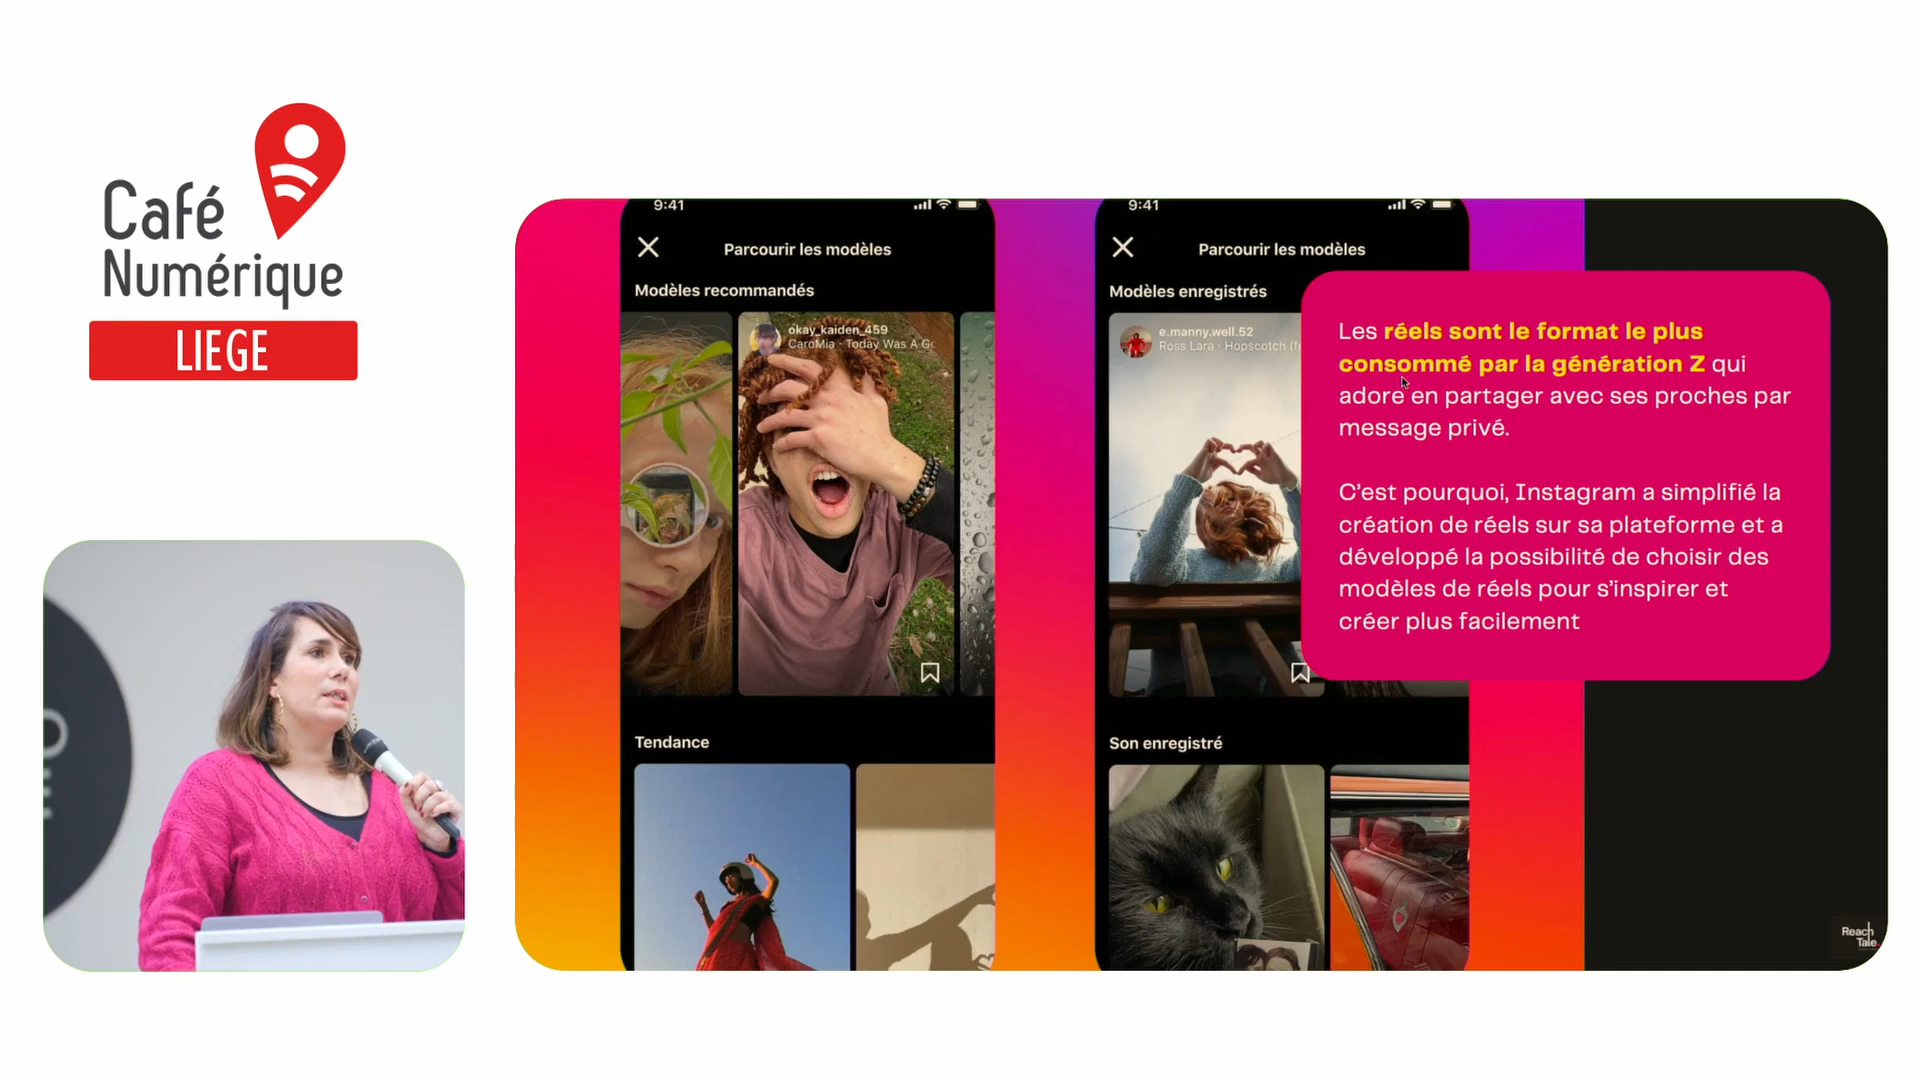 Café
Numérique
LIEGE
9:41
Parcourir les modèles
Modèles recommandés
okay_kaiden_459
CaroMia · Today Was A
Tendance
9:41
Parcourir les modèles
Modèles enregistrés
e.manny.well.52
Ross Lara · Hopscotch
Son enregistré
Les réels sont le format le plus
consommé par la génération Z qui
adore en partager avec ses proches par
message privé.
C'est pourquoi, Instagram a simplifié la
création de réels sur sa plateforme et a
développé la possibilité de choisir des
modèles de réels pour s'inspirer et
créer plus facilement
Reach
Tale.